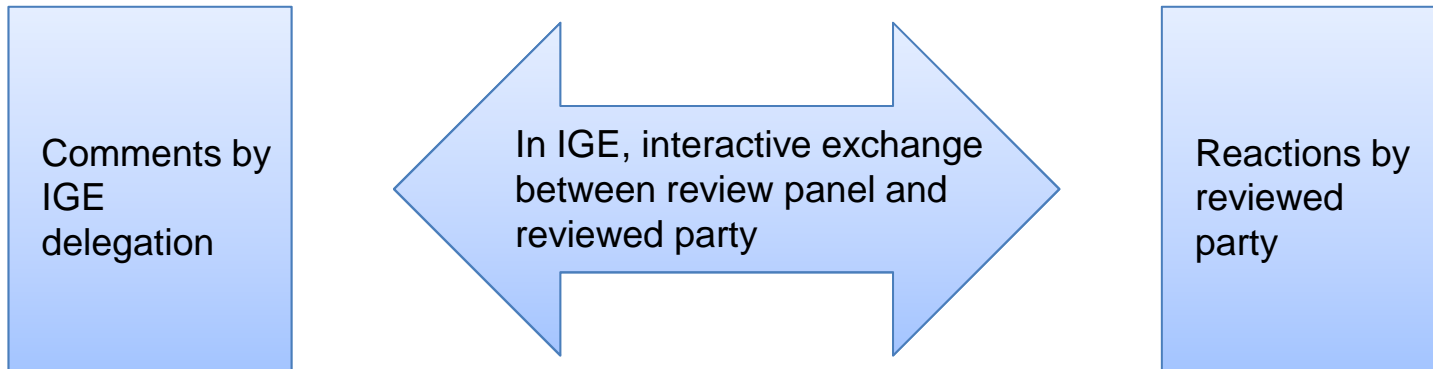 Comments by
IGE
delegation
In IGE, interactive exchange
between review panel and
reviewed party
Reactions by
reviewed
party